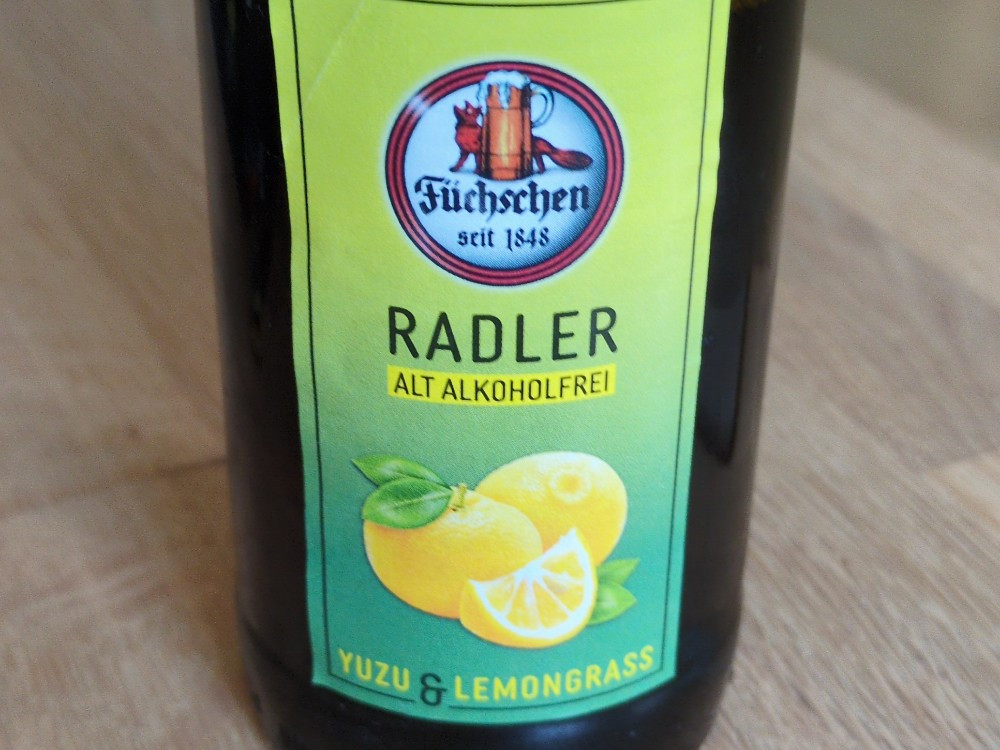 Füchschen
seit 1848
RADLER
ALT ALKOHOLFREI
YUZU & LEMONGRASS